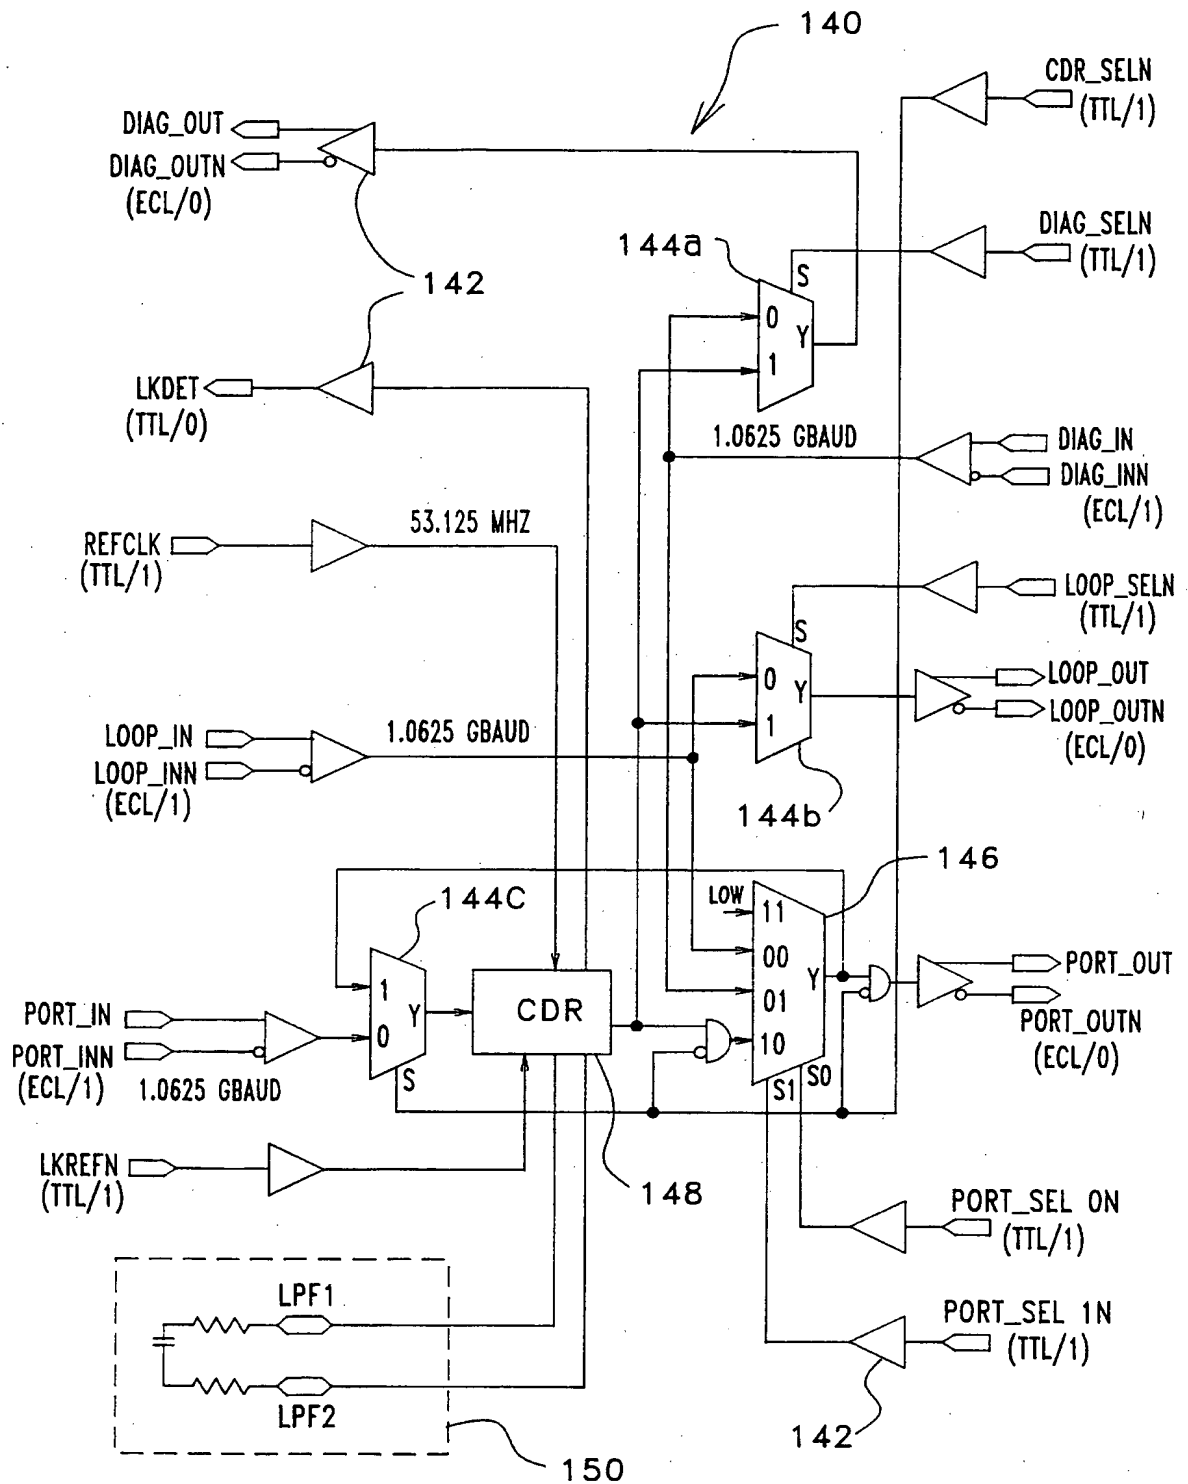 140
CDR_SELN
(TTL/1)
DIAG_OUT
DIAG_OUTN
(ECL/0)
142
DIAG_SELN
(TTL/1)
144a
S
0
Y
1
LKDET
(TTL/0)
1.0625 GBAUD
DIAG_IN
DIAG_INN
(ECL/1)
53.125 MHZ
REFCLK
(TTL/1)
LOOP_SELN
(TTL/1)
S
0
Y
1
LOOP_OUT
LOOP_OUTN
(ECL/0)
LOOP_IN
LOOP_INN
(ECL/1)
1.0625 GBAUD
144b
146
144C
LOW
11
00
Y
01
10
S1
S0
1
Y
0
S
CDR
PORT_IN
PORT_INN
(ECL/1)
1.0625 GBAUD
PORT_OUT
PORT_OUTN
(ECL/0)
LKREFN
(TTL/1)
148
PORT_SEL 0N
(TTL/1)
PORT_SEL 1N
(TTL/1)
LPF1
LPF2
142
150